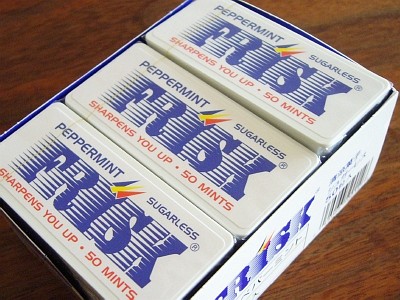 PEPPERMINT
SUGARLESS
FRISK®
SHARPENS YOU UP • 50 MINTS
PEPPERMINT
SUGARLESS
FRISK®
SHARPENS YOU UP • 50 MINTS
PEPPERMINT
SUGARLESS
FRISK®
SHARPENS YOU UP • 50 MINTS
FRISK